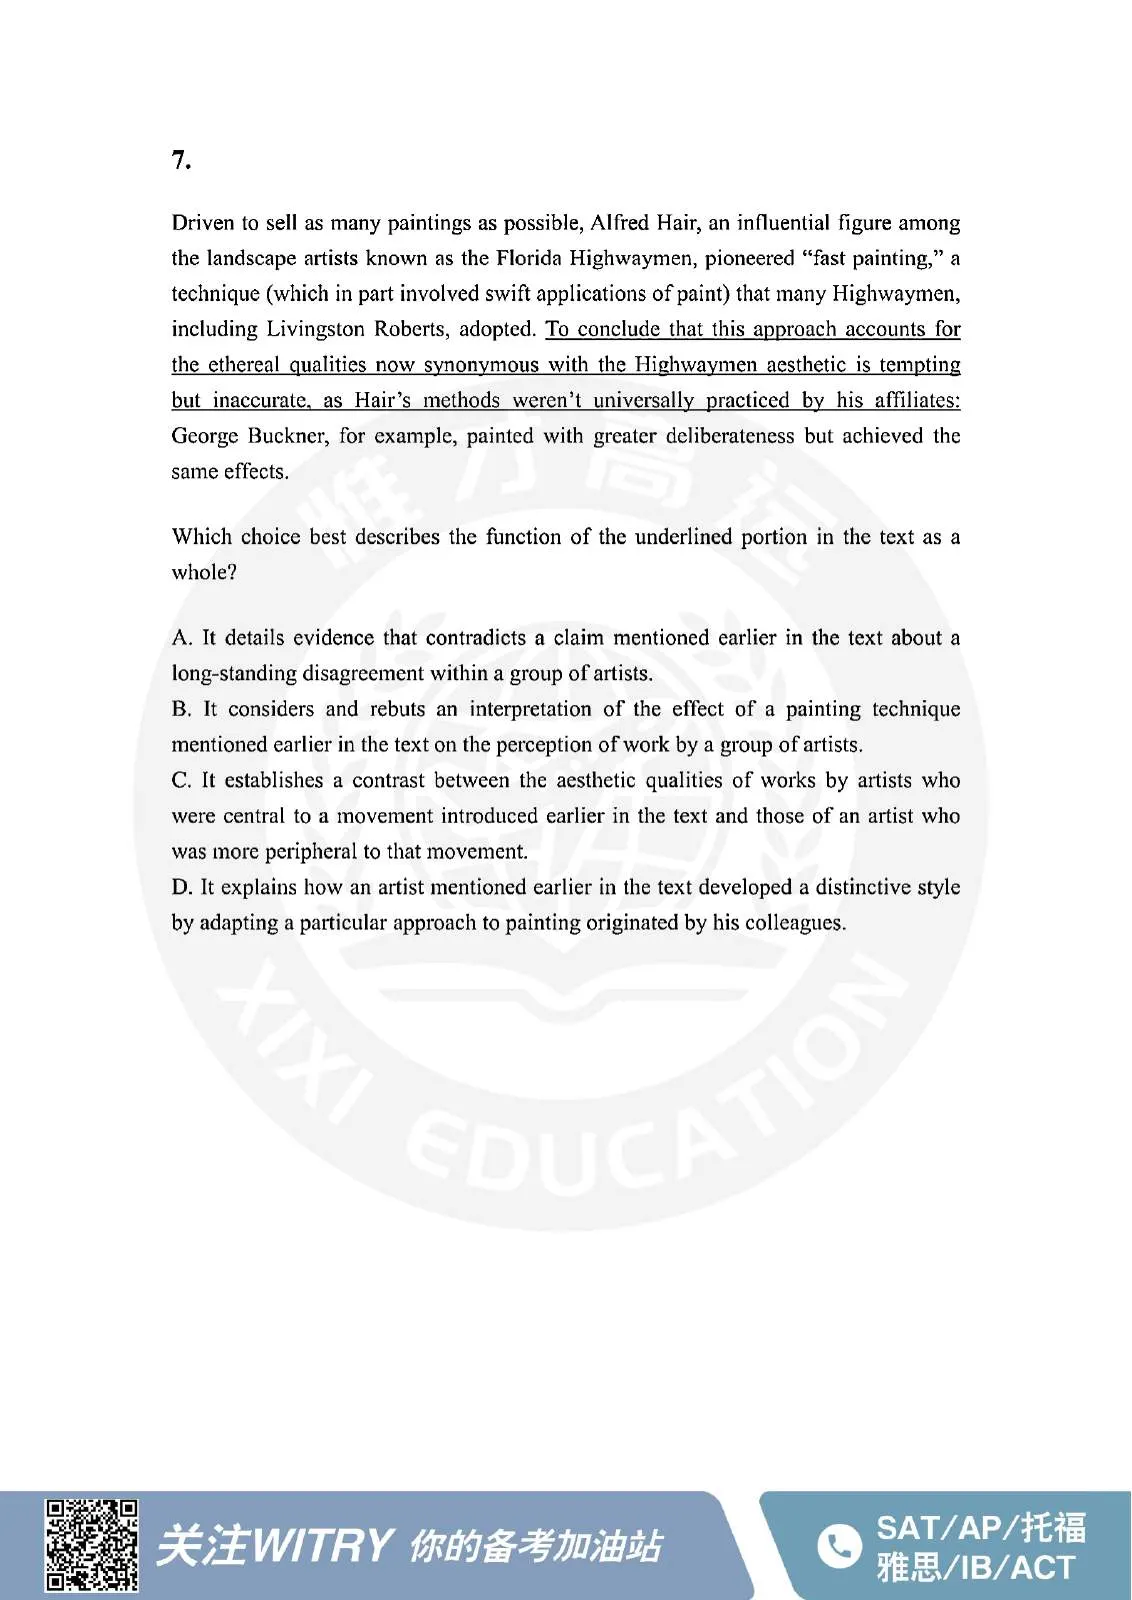 7.
Driven to sell as many paintings as possible, Alfred Hair, an influential figure among
the landscape artists known as the Florida Highwaymen, pioneered “fast painting,” a
technique (which in part involved swift applications of paint) that many Highwaymen,
including Livingston Roberts, adopted. To conclude that this approach accounts for
the ethereal qualities now synonymous with the Highwaymen aesthetic is tempting
but inaccurate, as Hair’s methods weren’t universally practiced by his affiliates:
George Buckner, for example, painted with greater deliberateness but achieved the
same effects.
Which choice best describes the function of the underlined portion in the text as a
whole?
A. It details evidence that contradicts a claim mentioned earlier in the text about a
long-standing disagreement within a group of artists.
B. It considers and rebuts an interpretation of the effect of a painting technique
mentioned earlier in the text on the perception of work by a group of artists.
C. It establishes a contrast between the aesthetic qualities of works by artists who
were central to a movement introduced earlier in the text and those of an artist who
was more peripheral to that movement.
D. It explains how an artist mentioned earlier in the text developed a distinctive style
by adapting a particular approach to painting originated by his colleagues.
惟才高远
XIXI EDUCATION
关注WITRY 你的备考加油站
SAT/AP/托福
雅思/IB/ACT